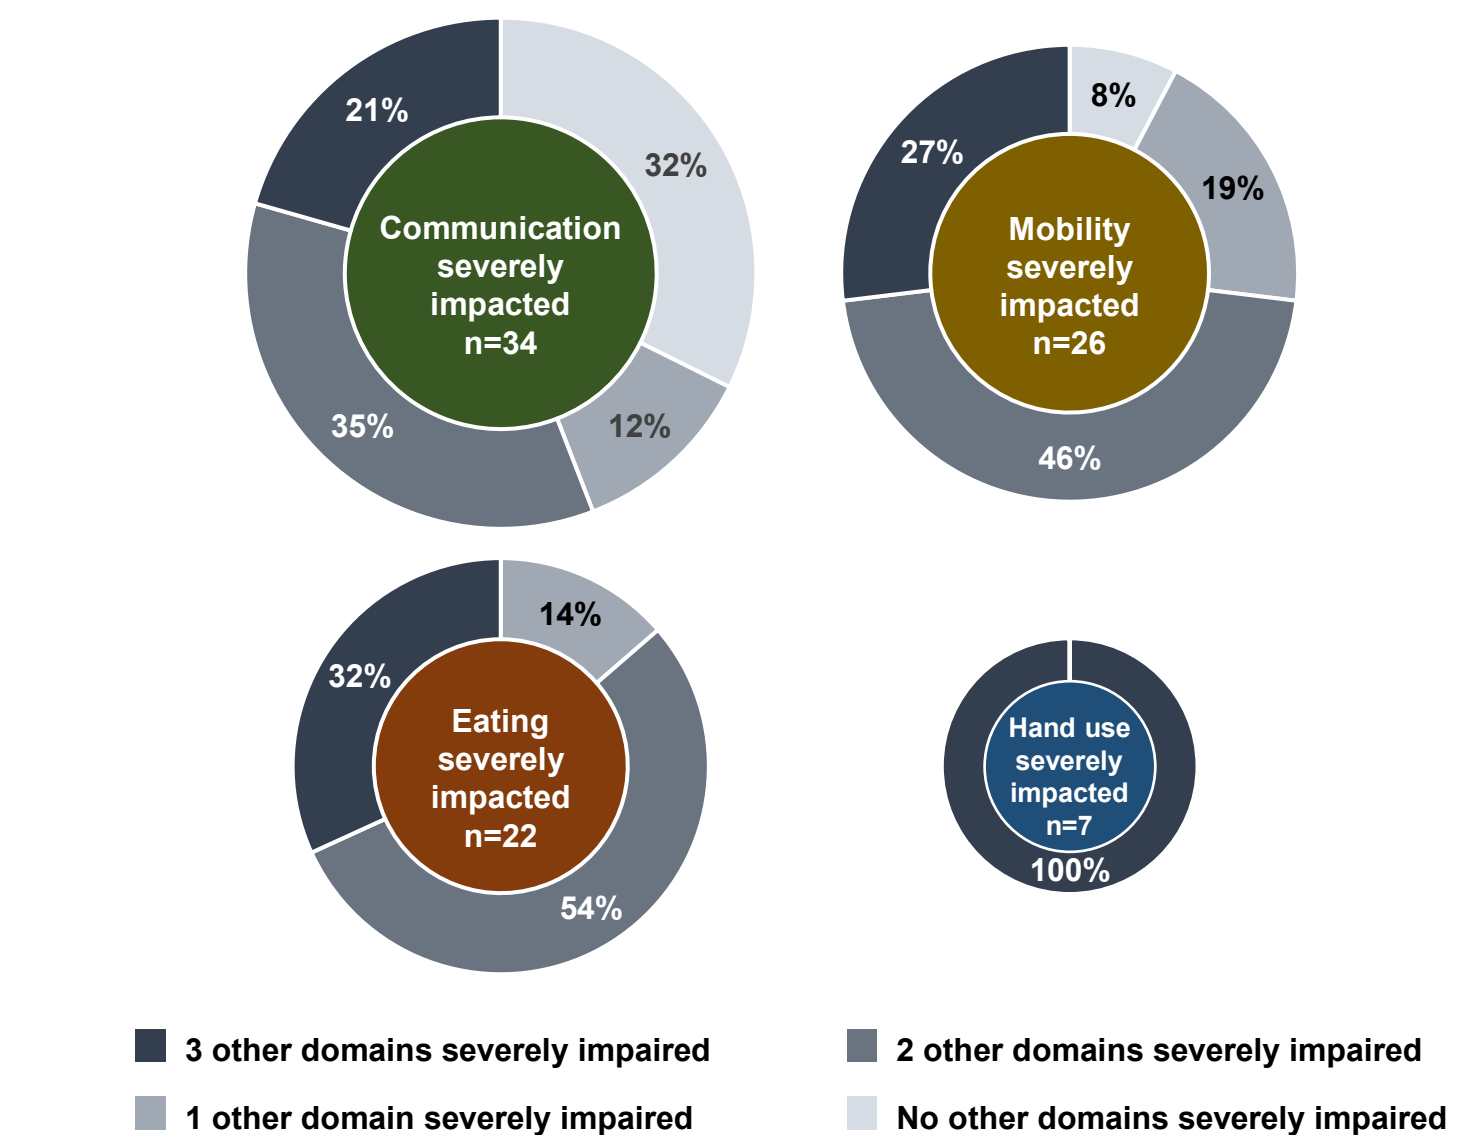 21%
32%
Communication
severely
impacted
n=34
35%
12%
8%
27%
19%
Mobility
severely
impacted
n=26
46%
14%
32%
Eating
severely
impacted
n=22
54%
Hand use
severely
impacted
n=7
100%
3 other domains severely impaired
2 other domains severely impaired
1 other domain severely impaired
No other domains severely impaired